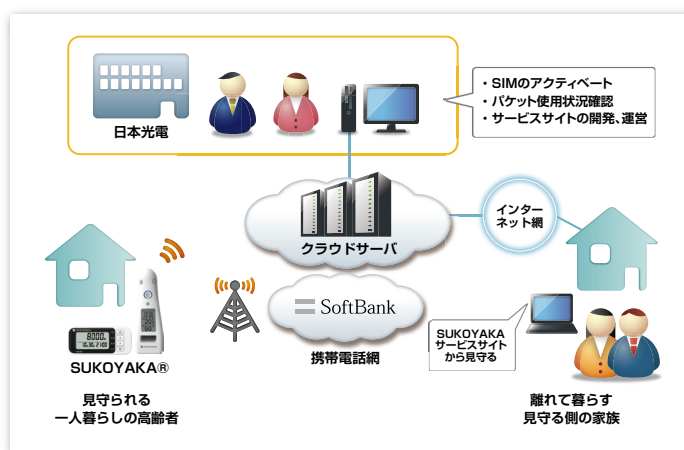 日本光電
・SIMのアクティベート
・パケット使用状況確認
・サービスサイトの開発、運営
クラウドサーバ
インター
ネット網
SoftBank
携帯電話網
SUKOYAKA
サービスサイト
から見守る
8000
SUKOYAKA®
見守られる
一人暮らしの高齢者
離れて暮らす
見守る側の家族